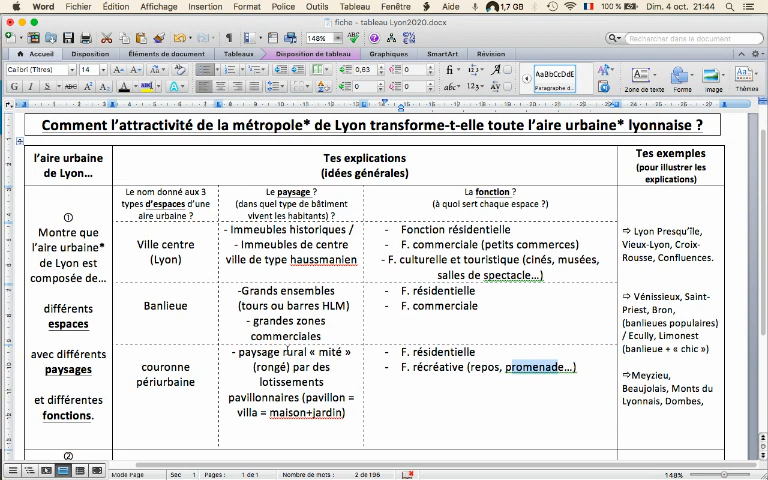 Word Fichier Édition Affichage Insertion Format Police Outils Tableau Fenêtre Aide 1,7 GB 100 % Dim. 4 oct. 21:44
fiche - tableau Lyon2020.docx
148% Rechercher dans le document
Accueil Disposition Éléments de document Tableaux Disposition de tableau Graphiques SmartArt Révision
Calibri (Titres) 14 0,63 0 AaBbCcDdE
G I S 0 0 Paragraphe d... Zone de texte Forme Image Thèmes
Comment l'attractivité de la métropole* de Lyon transforme-t-elle toute l'aire urbaine* lyonnaise ?
l'aire urbaine
de Lyon…
Tes explications
(idées générales)
Tes exemples
(pour illustrer les
explications)
Le nom donné aux 3
types d'espaces d'une
aire urbaine ?
Le paysage ?
(dans quel type de bâtiment
vivent les habitants) ?
La fonction ?
(à quoi sert chaque espace ?)
①
Montre que
l'aire urbaine*
de Lyon est
composée de…
différents
espaces
avec différents
paysages
et différentes
fonctions.
Ville centre
(Lyon)
- Immeubles historiques /
- Immeubles de centre
ville de type haussmanien
- Fonction résidentielle
- F. commerciale (petits commerces)
- F. culturelle et touristique (cinés, musées,
salles de spectacle…)
⇨ Lyon Presqu'île,
Vieux-Lyon, Croix-
Rousse, Confluences.
Banlieue
-Grands ensembles
(tours ou barres HLM)
- grandes zones
commerciales
- F. résidentielle
- F. commerciale
⇨ Vénissieux, Saint-
Priest, Bron,
(banlieues populaires)
/ Ecully, Limonest
(banlieue + « chic »)
couronne
périurbaine
- paysage rural « mité »
(rongé) par des
lotissements
pavillonnaires (pavillon =
villa = maison+jardin)
- F. résidentielle
- F. récréative (repos, promenade…)
⇨Meyzieu,
Beaujolais, Monts du
Lyonnais, Dombes,
②
Mode Page Sec 1 Pages : 1 de 1 Nombre de mots : 2 de 196 148%